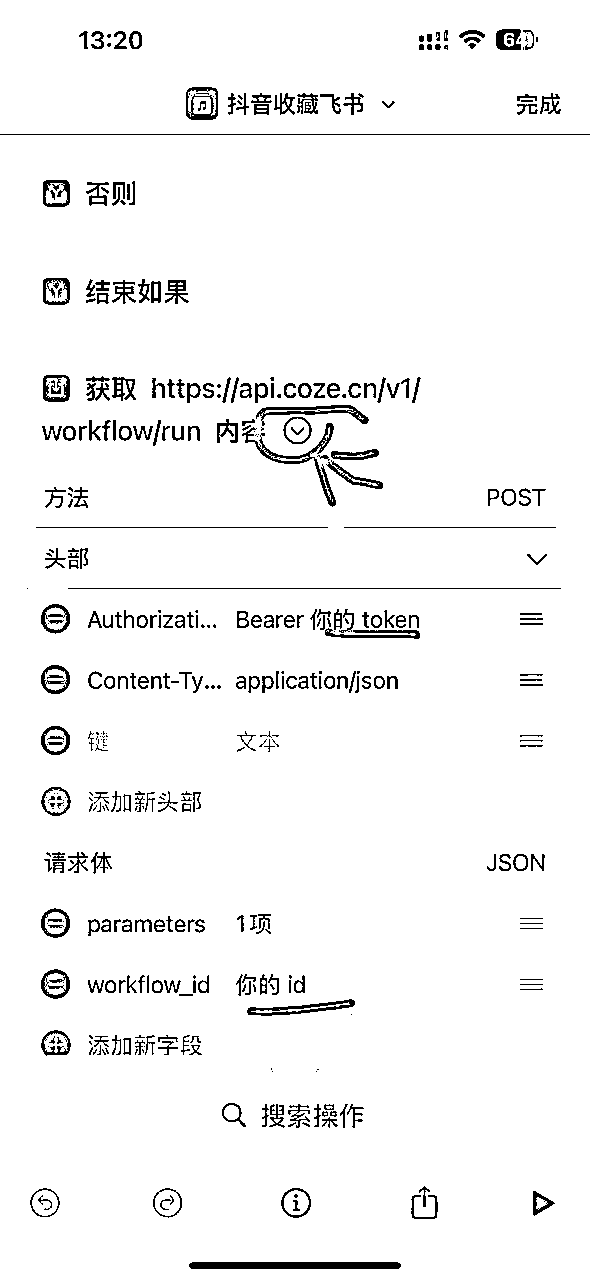 13:20
64
抖音收藏飞书
完成
否则
结束如果
获取 https://api.coze.cn/v1/
workflow/run 内容
方法 POST
头部
Authorizati... Bearer 你的 token
Content-Ty... application/json
键 文本
添加新头部
请求体 JSON
parameters 1项
workflow_id 你的 id
添加新字段
搜索操作